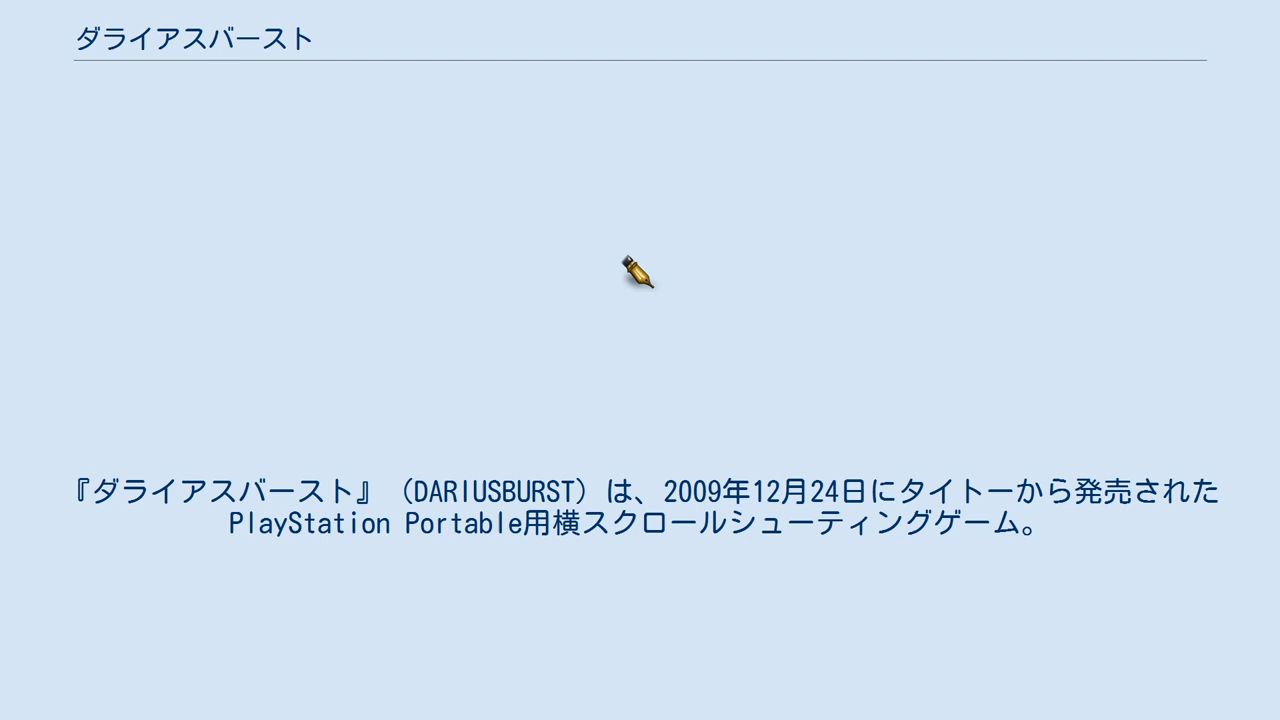 ダライアスバースト
『ダライアスバースト』（DARIUSBURST）は、2009年12月24日にタイトーから発売された
PlayStation Portable用横スクロールシューティングゲーム。